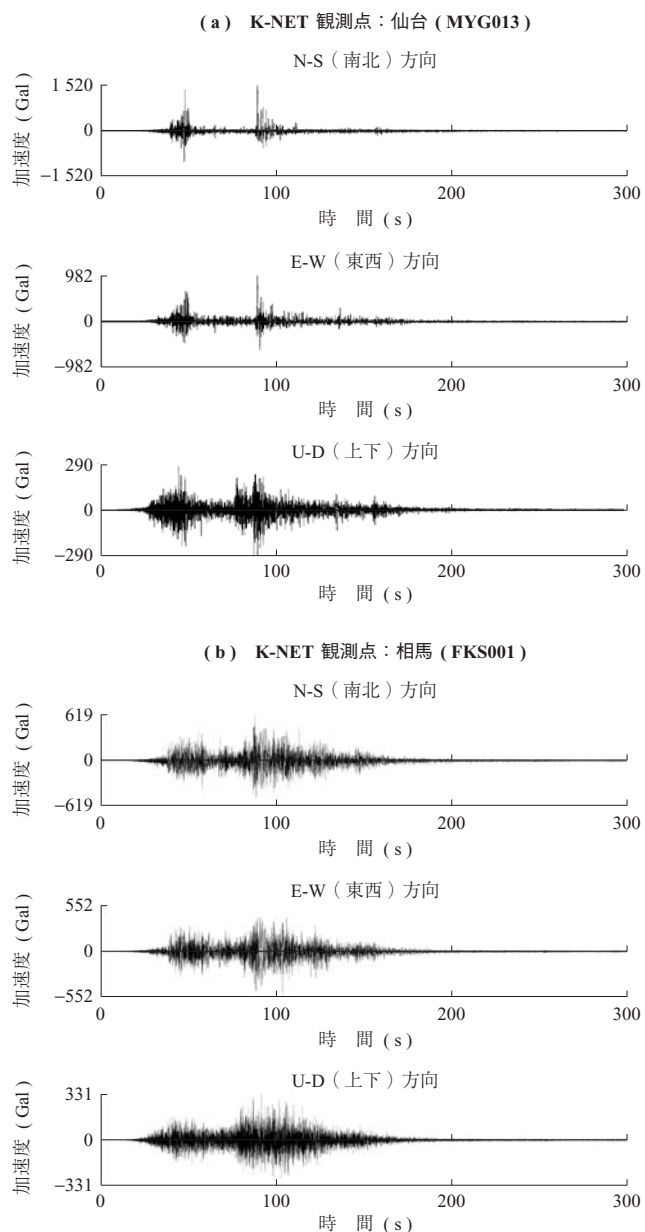 (a) K-NET 観測点：仙台 (MYG013)
N-S（南北）方向
加速度 (Gal)
1 520
0
−1 520
0 100 200 300
時 間 (s)
E-W（東西）方向
加速度 (Gal)
982
0
−982
0 100 200 300
時 間 (s)
U-D（上下）方向
加速度 (Gal)
290
0
−290
0 100 200 300
時 間 (s)
(b) K-NET 観測点：相馬 (FKS001)
N-S（南北）方向
加速度 (Gal)
619
0
−619
0 100 200 300
時 間 (s)
E-W（東西）方向
加速度 (Gal)
552
0
−552
0 100 200 300
時 間 (s)
U-D（上下）方向
加速度 (Gal)
331
0
−331
0 100 200 300
時 間 (s)